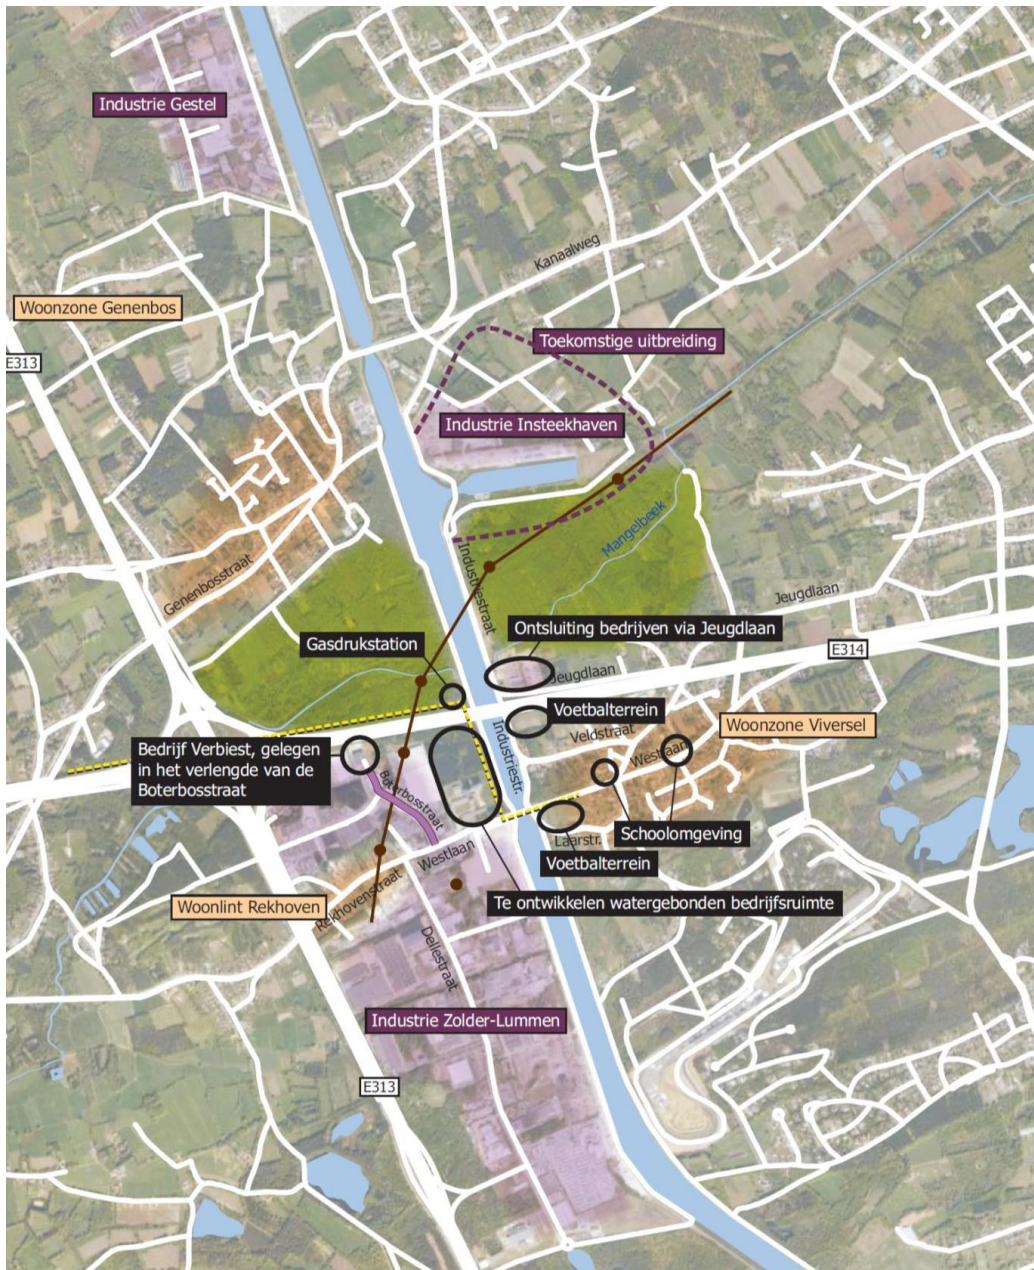 Industrie Gestel
Kanaalweg
Woonzone Genenbos
Toekomstige uitbreiding
E313
Industrie Insteekhaven
Mangelbeek
Industriestraat
Genenbosstraat
Jeugdlaan
Ontsluiting bedrijven via Jeugdlaan
Gasdrukstation
E314
Jeugdlaan
Voetbalterrein
Veldstraat
Woonzone Viversel
Westlaan
Industriestr.
Bedrijf Verbiest, gelegen
in het verlengde van de
Boterbosstraat
Boterbosstraat
Schoolomgeving
Laarstr.
Voetbalterrein
Westlaan
Rekhovenstraat
Woonlint Rekhoven
Te ontwikkelen watergebonden bedrijfsruimte
Dellestraat
Industrie Zolder-Lummen
E313